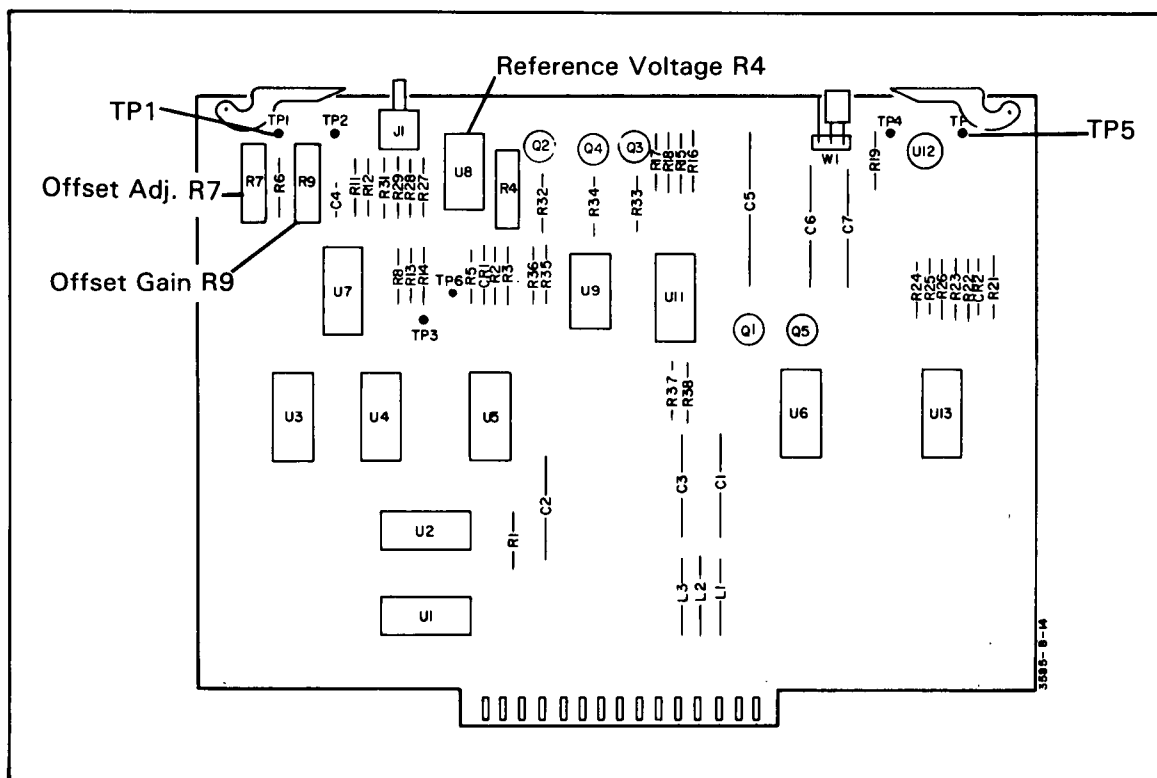 Reference Voltage R4
TP1
TP5
Offset Adj. R7
Offset Gain R9
TP1
TP2
J1
TP4
TP
R7
R6
R9
C4
R11
R12
R31
R29
R28
R27
U8
R4
Q2
R32
Q4
R34
Q3
R33
R17
R18
R15
R16
C5
W1
C6
C7
R19
U12
U7
R8
R13
R14
TP6
TP3
R5
CR1
R2
R3
R36
R35
U9
U11
Q1
Q5
R24
R25
R26
R23
R22
CR2
R21
U3
U4
U5
R37
R38
U6
U13
U2
R1
C2
C3
C1
U1
L3
L2
L1
3585-B-14